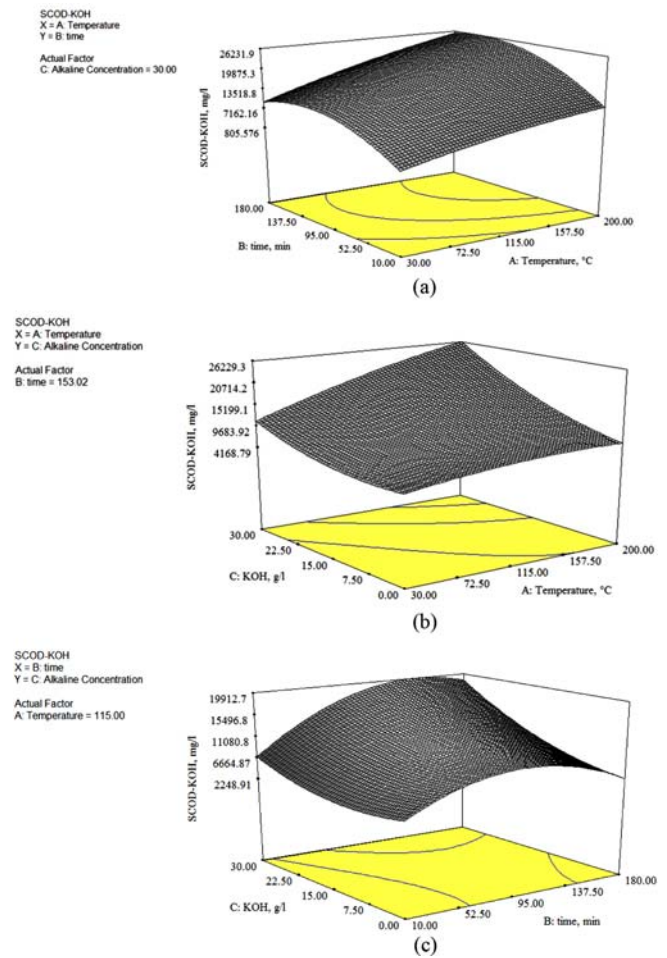 SCOD-KOH
X = A: Temperature
Y = B: time
Actual Factor
C: Alkaline Concentration = 30.00
SCOD-KOH, mg/l
26231.9
19875.3
13518.8
7162.16
805.576
180.00
137.50
95.00
52.50
10.00
B: time, min
30.00
72.50
115.00
157.50
200.00
A: Temperature, °C
(a)
SCOD-KOH
X = A: Temperature
Y = C: Alkaline Concentration
Actual Factor
B: time = 153.02
SCOD-KOH, mg/l
26229.3
20714.2
15199.1
9683.92
4168.79
30.00
22.50
15.00
7.50
0.00
C: KOH, g/l
30.00
72.50
115.00
157.50
200.00
A: Temperature, °C
(b)
SCOD-KOH
X = B: time
Y = C: Alkaline Concentration
Actual Factor
A: Temperature = 115.00
SCOD-KOH, mg/l
19912.7
15496.8
11080.8
6664.87
2248.91
30.00
22.50
15.00
7.50
0.00
C: KOH, g/l
10.00
52.50
95.00
137.50
180.00
B: time, min
(c)